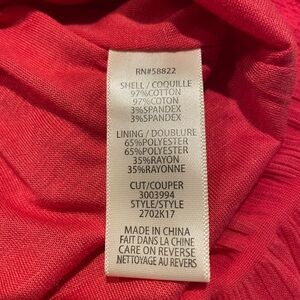 RN#58822
SHELL / COQUILLE
97%COTTON
97%COTON
3%SPANDEX
3%SPANDEX
LINING / DOUBLURE
65%POLYESTER
65%POLYESTER
35%RAYON
35%RAYONNE
CUT/COUPER
3003994
STYLE/STYLE
2702K17
MADE IN CHINA
FAIT DANS LA CHINE
CARE ON REVERSE
NETTOYAGE AU REVERS